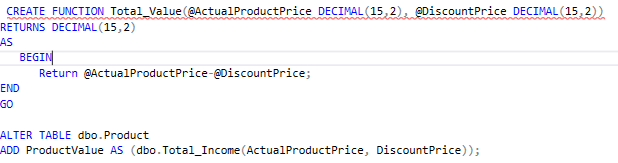 CREATE FUNCTION Total_Value(@ActualProductPrice DECIMAL(15,2), @DiscountPrice DECIMAL(15,2))
RETURNS DECIMAL(15,2)
AS
BEGIN
Return @ActualProductPrice-@DiscountPrice;
END
GO
ALTER TABLE dbo.Product
ADD ProductValue AS (dbo.Total_Income(ActualProductPrice, DiscountPrice));